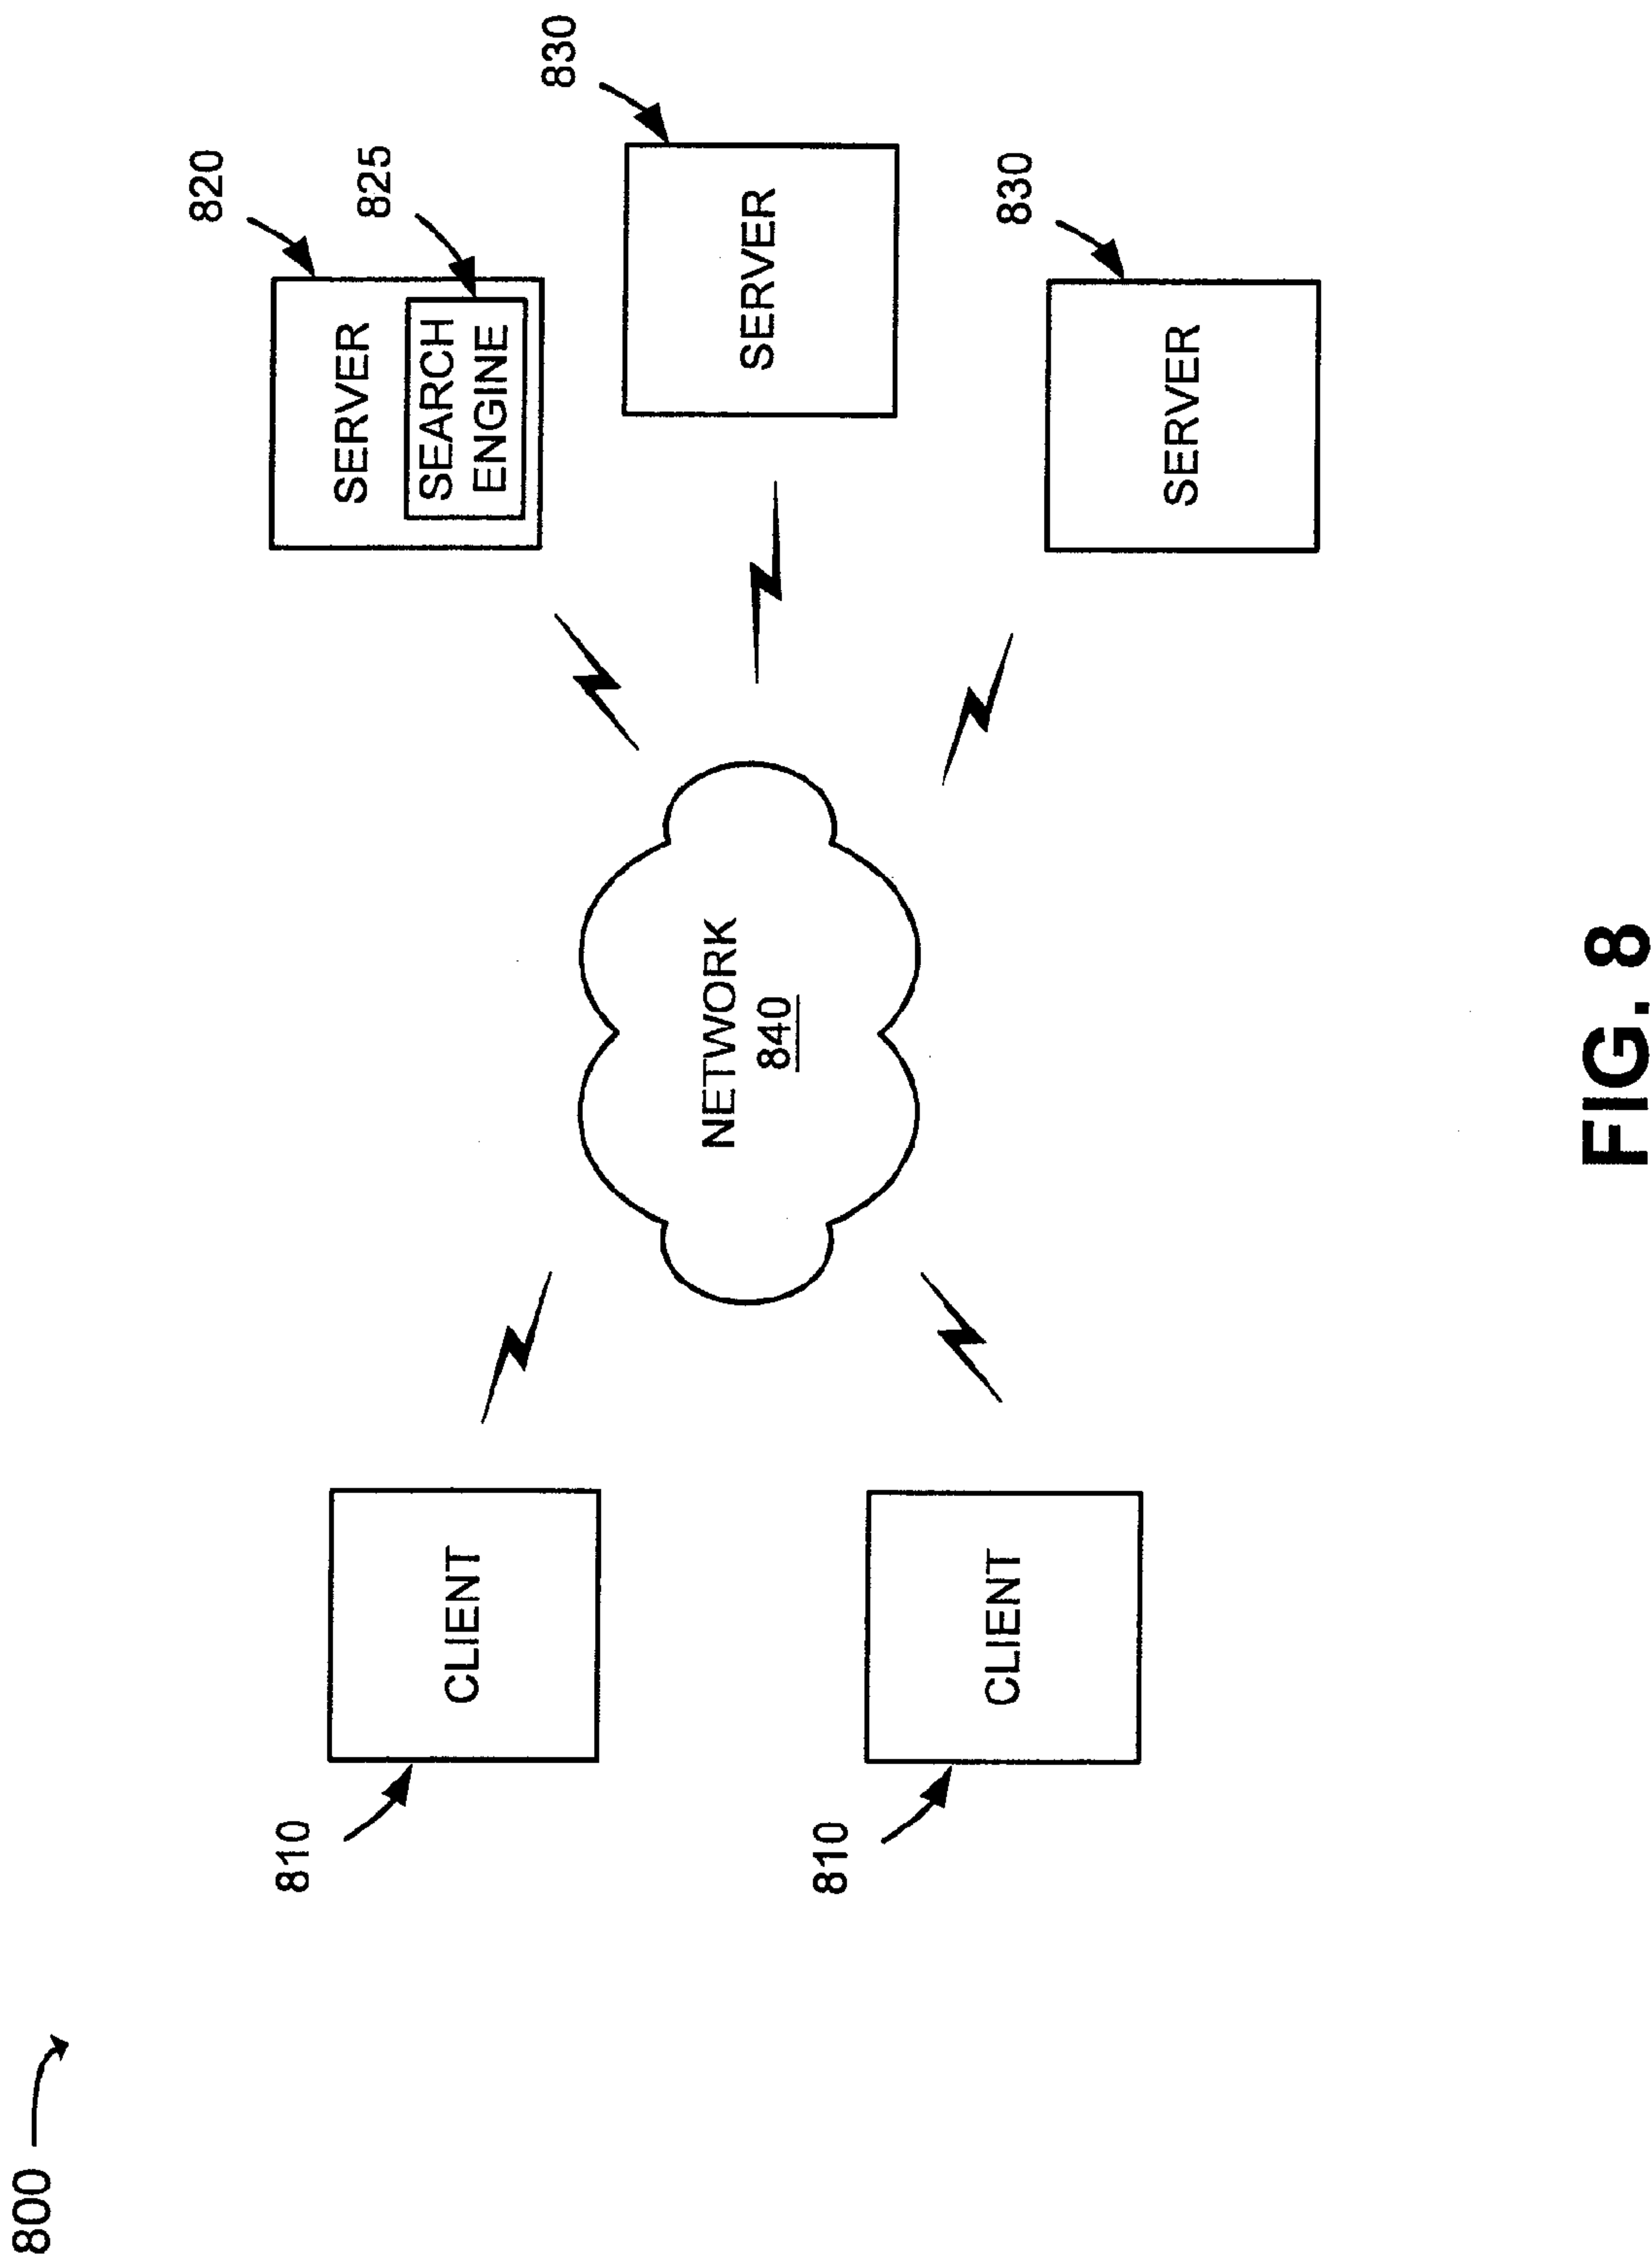 800
810
CLIENT
810
CLIENT
NETWORK
840
820
SERVER
825
SEARCH
ENGINE
830
SERVER
830
SERVER
FIG. 8